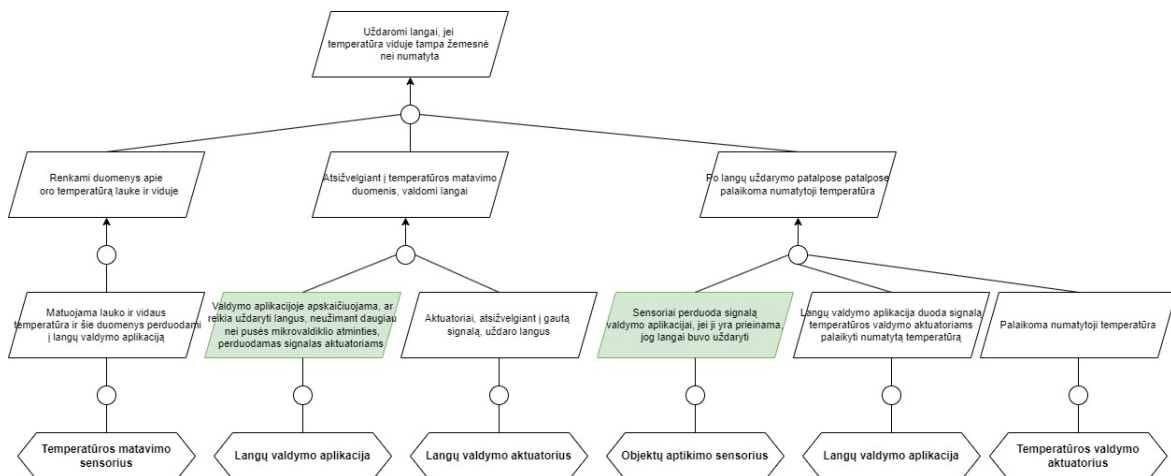 Uždaromi langai, jei
temperatūra viduje tampa žemesnė
nei numatyta
Renkami duomenys apie
oro temperatūrą lauke ir viduje
Atsižvelgiant į temperatūros matavimo
duomenis, valdomi langai
Po langų uždarymo patalpose patalpose
palaikoma numatytoji temperatūra
Matuojama lauko ir vidaus
temperatūra ir šie duomenys perduodami
į langų valdymo aplikaciją
Valdymo aplikacijoje apskaičiuojama, ar
reikia uždaryti langus, neužimant daugiau
nei pusės mikrovaldiklio atminties,
perduodamas signalas aktuatoriams
Aktuatoriai, atsižvelgiant į gautą
signalą, uždaro langus
Sensoriai perduoda signalą
valdymo aplikacijai, jei ji yra prieinama,
jog langai buvo uždaryti
Langų valdymo aplikacija duoda signalą
temperatūros valdymo aktuatoriams
palaikyti numatytą temperatūrą
Palaikoma numatytoji temperatūra
Temperatūros matavimo
sensorius
Langų valdymo aplikacija
Langų valdymo aktuatorius
Objektų aptikimo sensorius
Langų valdymo aplikacija
Temperatūros valdymo
aktuatorius